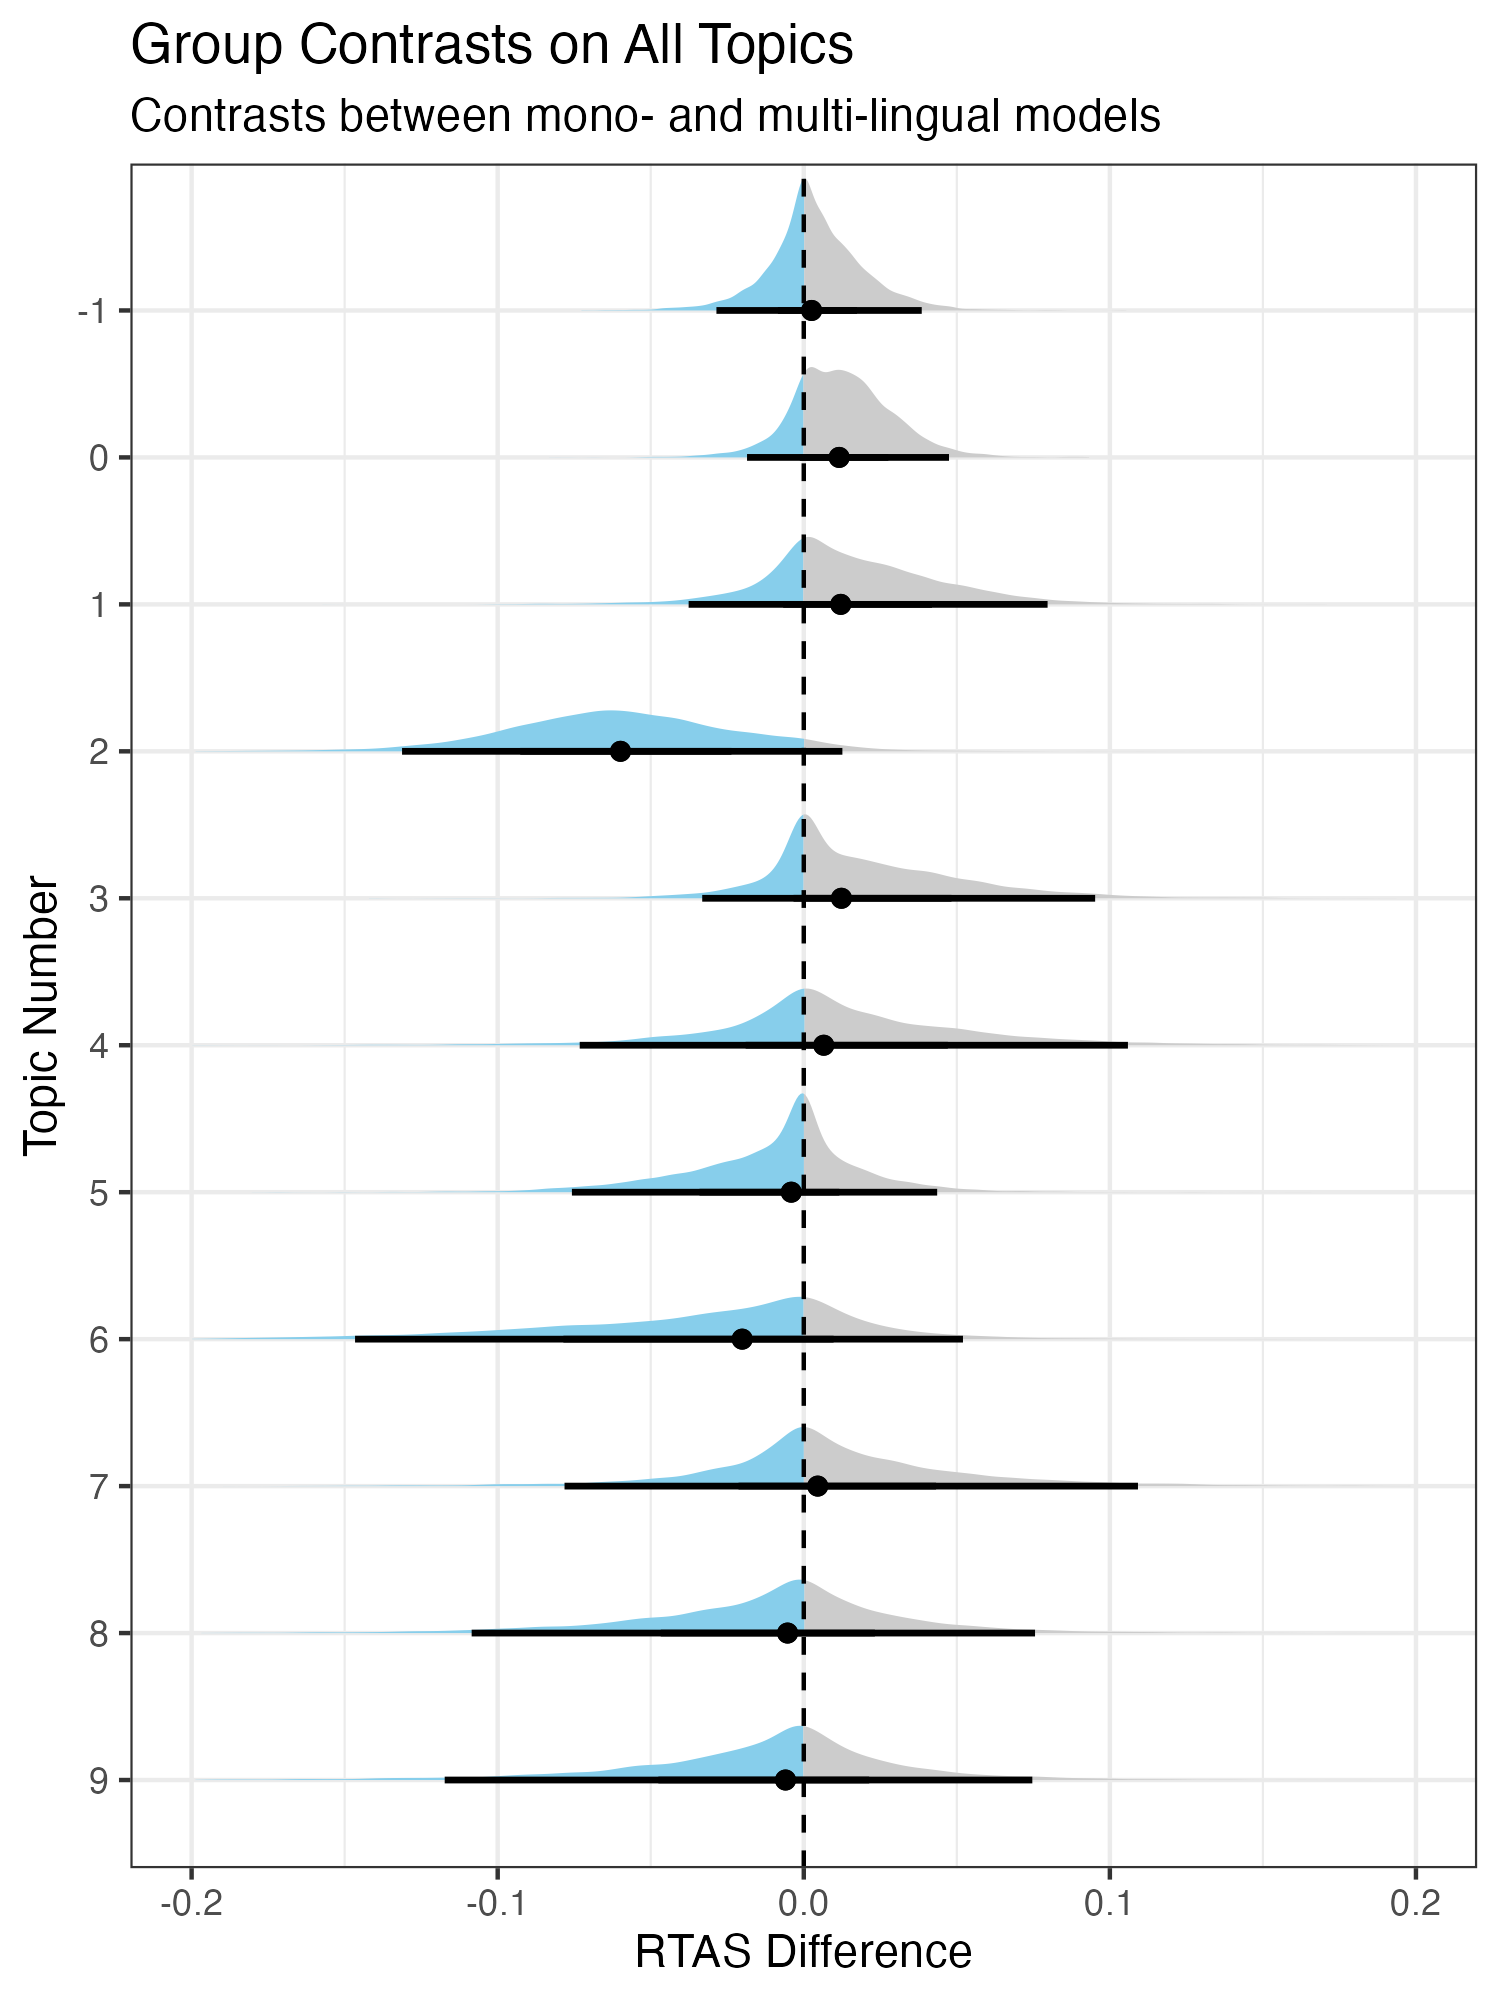 Group Contrasts on All Topics
Contrasts between mono- and multi-lingual models
Topic Number
-1
0
1
2
3
4
5
6
7
8
9
-0.2 -0.1 0.0 0.1 0.2
RTAS Difference